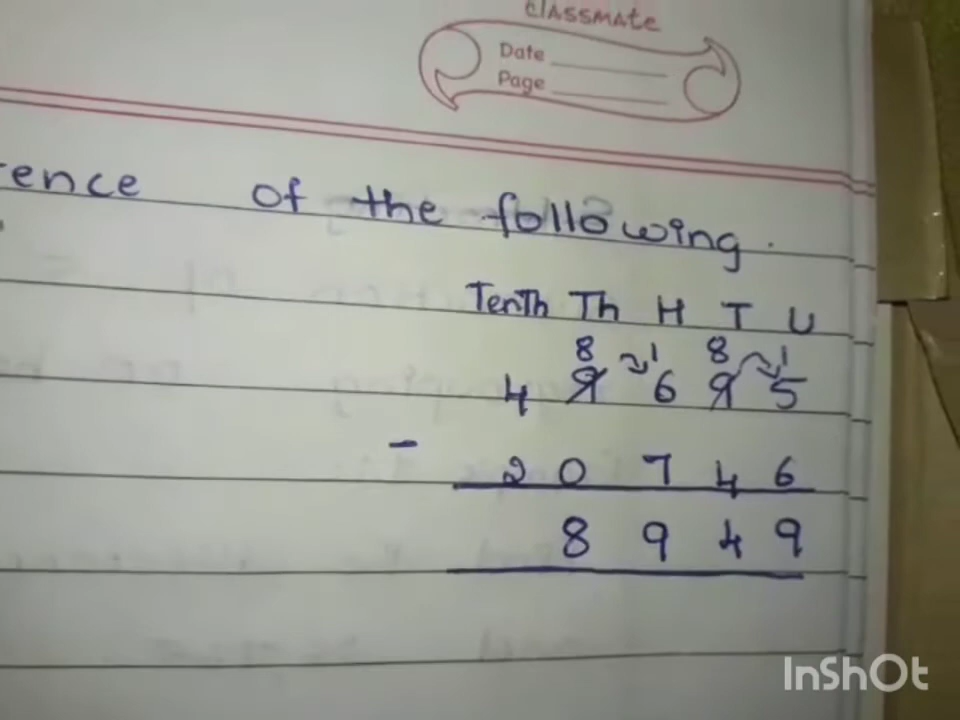 classmate
Date
Page
ence of the following.
TenTh Th H T U
8 1 8 1
4 9 6 9 5
- 2 0 7 4 6
8 9 4 9
InShOt